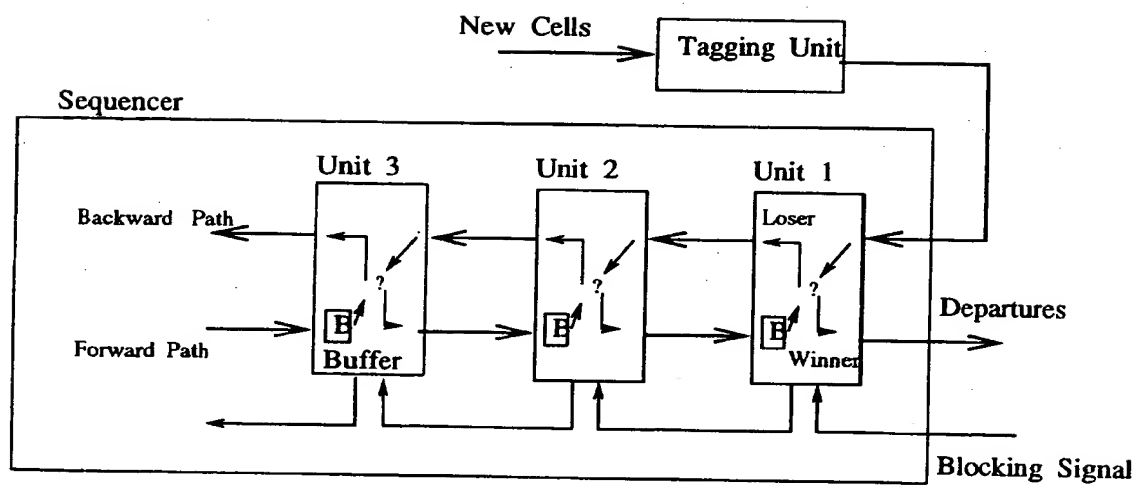 New Cells
Tagging Unit
Sequencer
Unit 3
Unit 2
Unit 1
Backward Path
Loser
?
?
?
B
B
B
Departures
Forward Path
Buffer
Winner
Blocking Signal